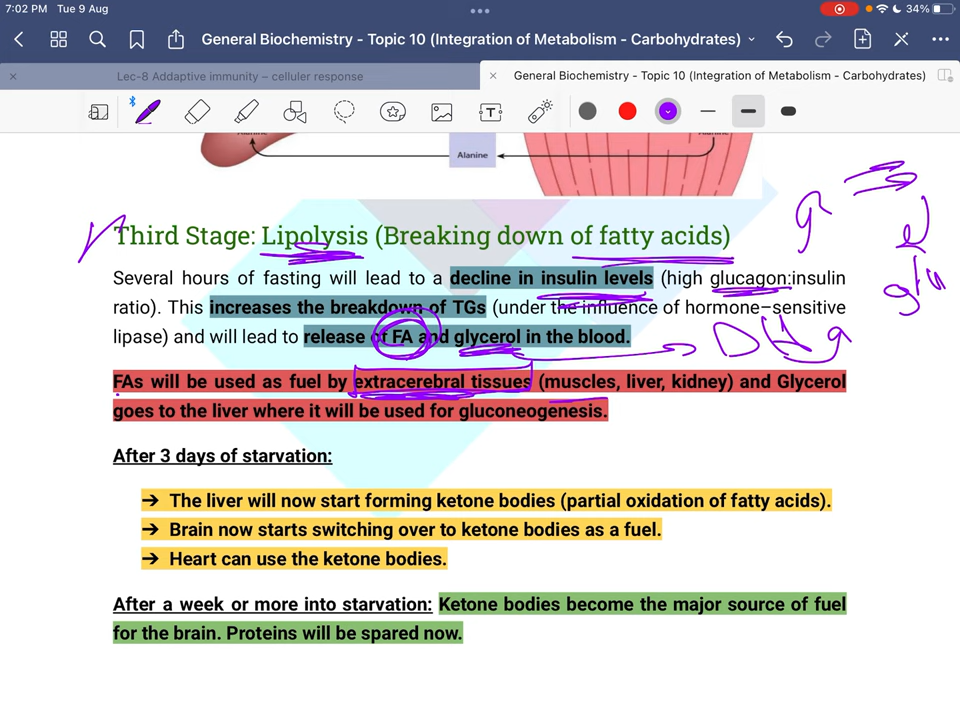 7:02 PM Tue 9 Aug
34%
General Biochemistry - Topic 10 (Integration of Metabolism - Carbohydrates)
Lec-8 Addaptive immunity – celluler response
General Biochemistry - Topic 10 (Integration of Metabolism - Carbohydrates)
Alanine
Third Stage: Lipolysis (Breaking down of fatty acids)
Several hours of fasting will lead to a decline in insulin levels (high glucagon:insulin
ratio). This increases the breakdown of TGs (under the influence of hormone–sensitive
lipase) and will lead to release of FA and glycerol in the blood.
FAs will be used as fuel by extracerebral tissues (muscles, liver, kidney) and Glycerol
goes to the liver where it will be used for gluconeogenesis.
After 3 days of starvation:
➔ The liver will now start forming ketone bodies (partial oxidation of fatty acids).
➔ Brain now starts switching over to ketone bodies as a fuel.
➔ Heart can use the ketone bodies.
After a week or more into starvation: Ketone bodies become the major source of fuel
for the brain. Proteins will be spared now.